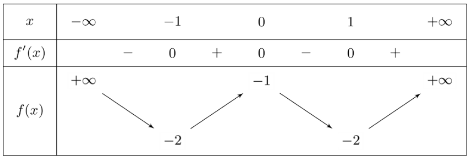 x −∞ −1 0 1 +∞
f′(x) − 0 + 0 − 0 +
+∞ −1 +∞
f(x)
−2 −2